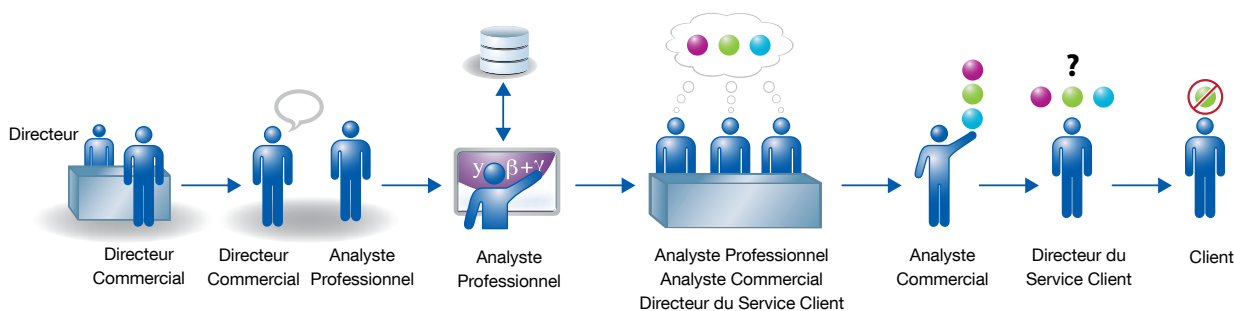 ?
Directeur
y β+γ
Directeur
Commercial
Directeur
Commercial
Analyste
Professionnel
Analyste
Professionnel
Analyste Professionnel
Analyste Commercial
Directeur du Service Client
Analyste
Commercial
Directeur du
Service Client
Client